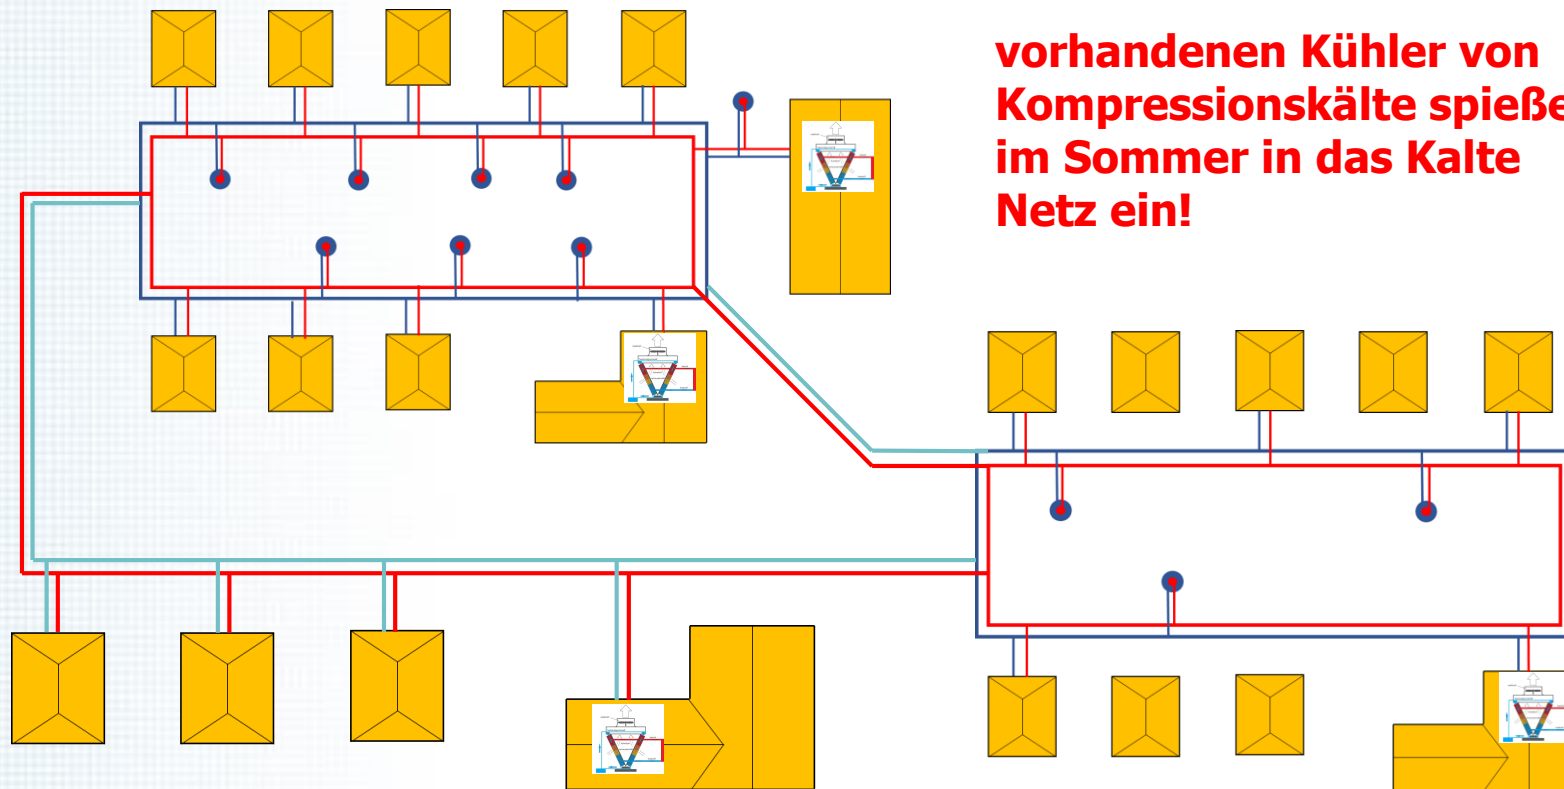 vorhandenen Kühler von
Kompressionskälte spieße
im Sommer in das Kalte
Netz ein!